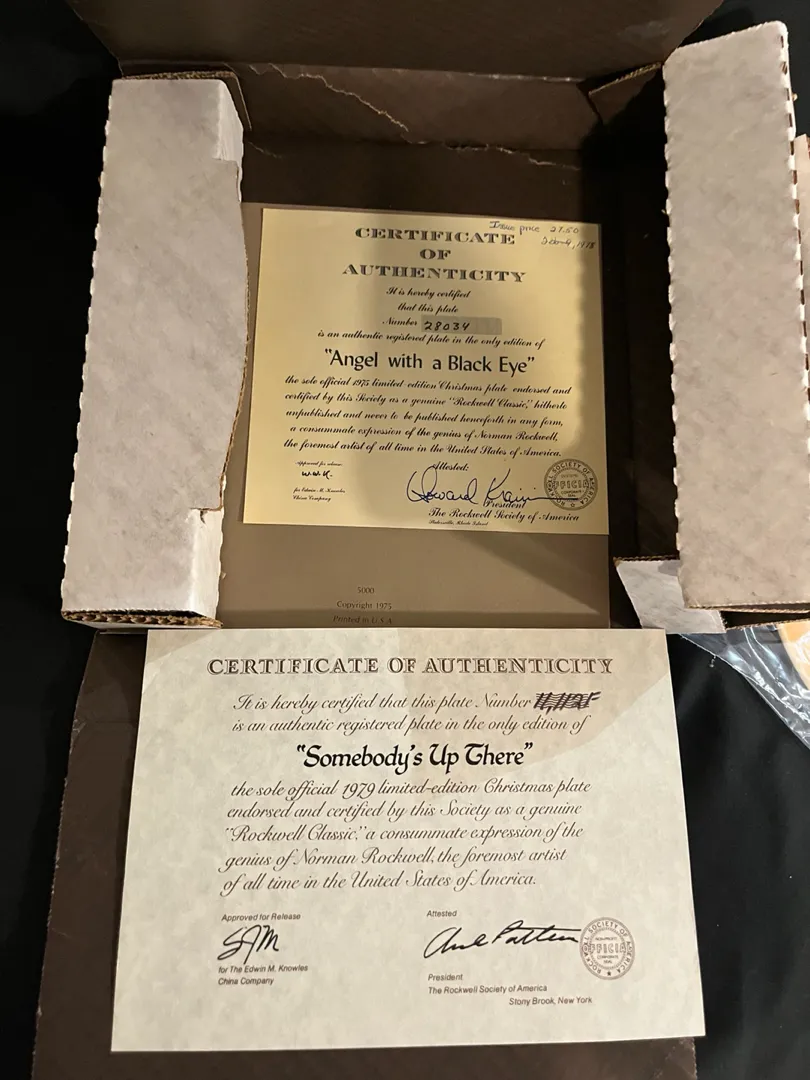 Issue price 27.50
CERTIFICATE
OF
AUTHENTICITY
It is hereby certified
that this plate
Number 28034
is an authentic registered plate in the only edition of
"Angel with a Black Eye"
the sole official 1975 limited edition Christmas plate endorsed and
certified by this Society as a genuine "Rockwell Classic," hitherto
unpublished and never to be published henceforth in any form,
a consummate expression of the genius of Norman Rockwell,
the foremost artist of all time in the United States of America.
Approved for release
Attested:
for Edwin M. Knowles
China Company
President
The Rockwell Society of America
ROCKWELL SOCIETY OF AMERICA
5000
Copyright 1975
Printed in U.S.A.
CERTIFICATE OF AUTHENTICITY
It is hereby certified that this plate Number
is an authentic registered plate in the only edition of
"Somebody's Up There"
the sole official 1979 limited-edition Christmas plate
endorsed and certified by this Society as a genuine
"Rockwell Classic," a consummate expression of the
genius of Norman Rockwell, the foremost artist
of all time in the United States of America.
Approved for Release
Attested
SJM
for The Edwin M. Knowles
China Company
President
The Rockwell Society of America
Stony Brook, New York
ROCKWELL SOCIETY OF AMERICA